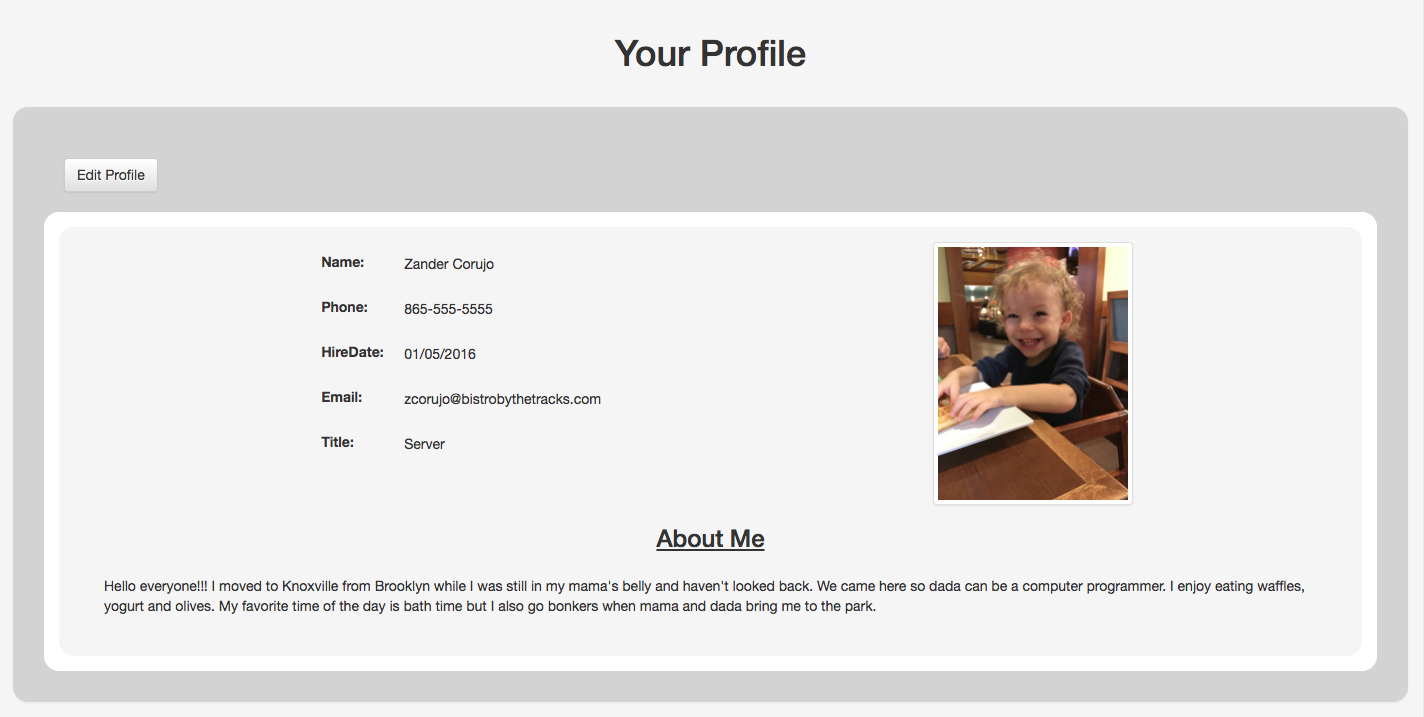 Your Profile
Edit Profile
Name: Zander Corujo
Phone: 865-555-5555
HireDate: 01/05/2016
Email: zcorujo@bistrobythetracks.com
Title: Server
About Me
Hello everyone!!! I moved to Knoxville from Brooklyn while I was still in my mama's belly and haven't looked back. We came here so dada can be a computer programmer. I enjoy eating waffles,
yogurt and olives. My favorite time of the day is bath time but I also go bonkers when mama and dada bring me to the park.